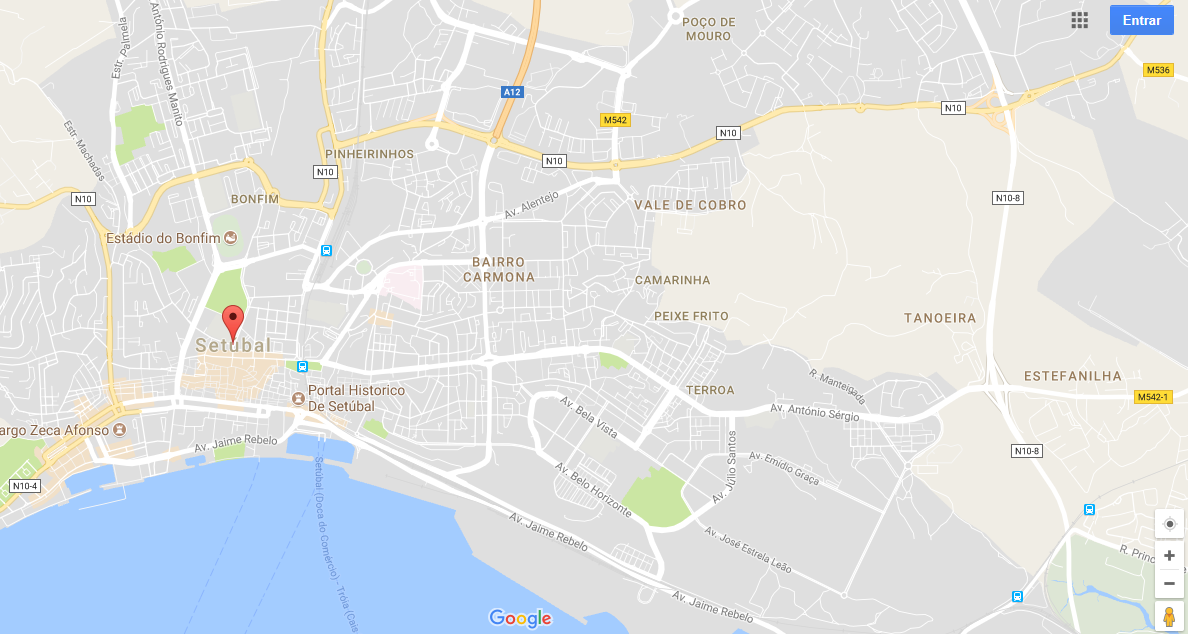 POÇO DE
MOURO
Entrar
Estr. Palmela
António Rodrigues Manito
M536
A12
N10
M542
N10
Estr. Machadas
PINHEIRINHOS
N10
N10
N10
BONFIM
Av. Alentejo
VALE DE COBRO
N10-8
Estádio do Bonfim
BAIRRO
CARMONA
CAMARINHA
PEIXE FRITO
TANOEIRA
Setúbal
R. Manteigada
ESTEFANILHA
Portal Historico
De Setúbal
TERROA
M542-1
Av. António Sérgio
Av. Bela Vista
argo Zeca Afonso
Av. Jaime Rebelo
Av. Júlio Santos
N10-8
Av. Emidio Graça
N10-4
Av. Belo Horizonte
Setúbal (Doca do Comércio) - Tróia (Cais
Av. Jaime Rebelo
Av. José Estrela Leão
R. Princ
Av. Jaime Rebelo
Google